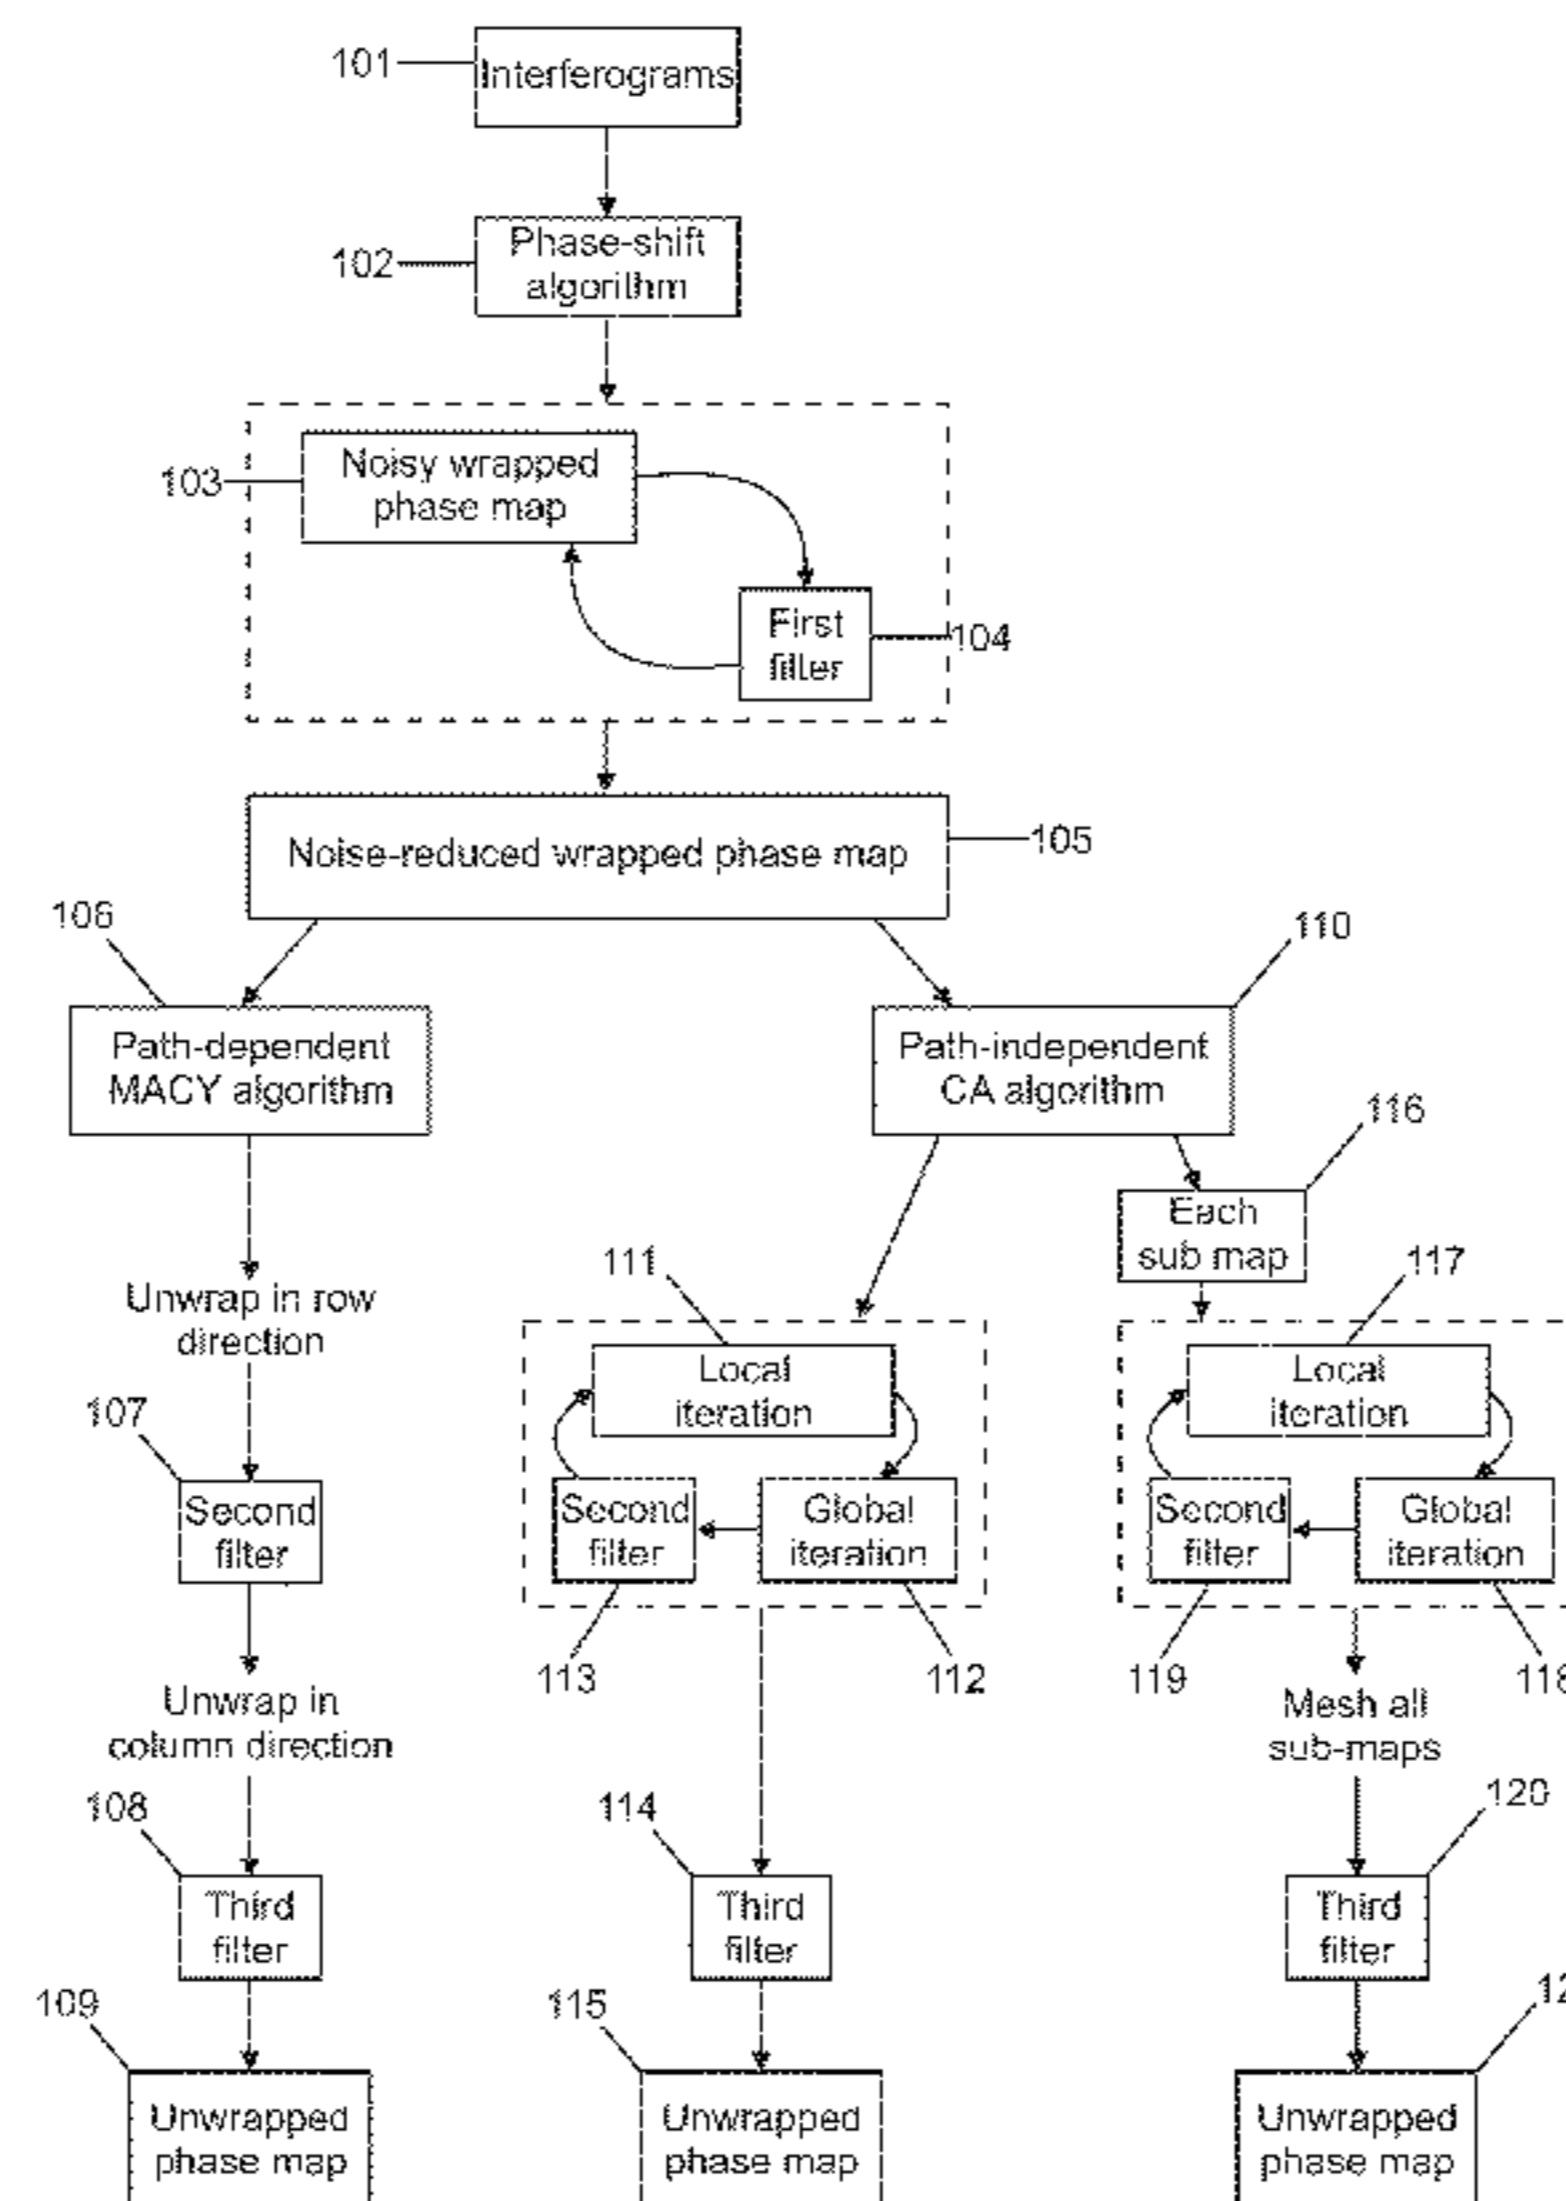 101
Interferograms
102
Phase-shift
algorithm
103
Noisy wrapped
phase map
First
filter
104
Noise-reduced wrapped phase map
105
106
110
Path-dependent
MACY algorithm
Path-independent
CA algorithm
116
Each
sub map
Unwrap in row
direction
111
117
Local
iteration
Local
iteration
107
Second
filter
Second
filter
Global
iteration
Second
filter
Global
iteration
113
112
119
118
Unwrap in
column direction
Mesh all
sub-maps
108
114
120
Third
filter
Third
filter
Third
filter
109
115
12
Unwrapped
phase map
Unwrapped
phase map
Unwrapped
phase map